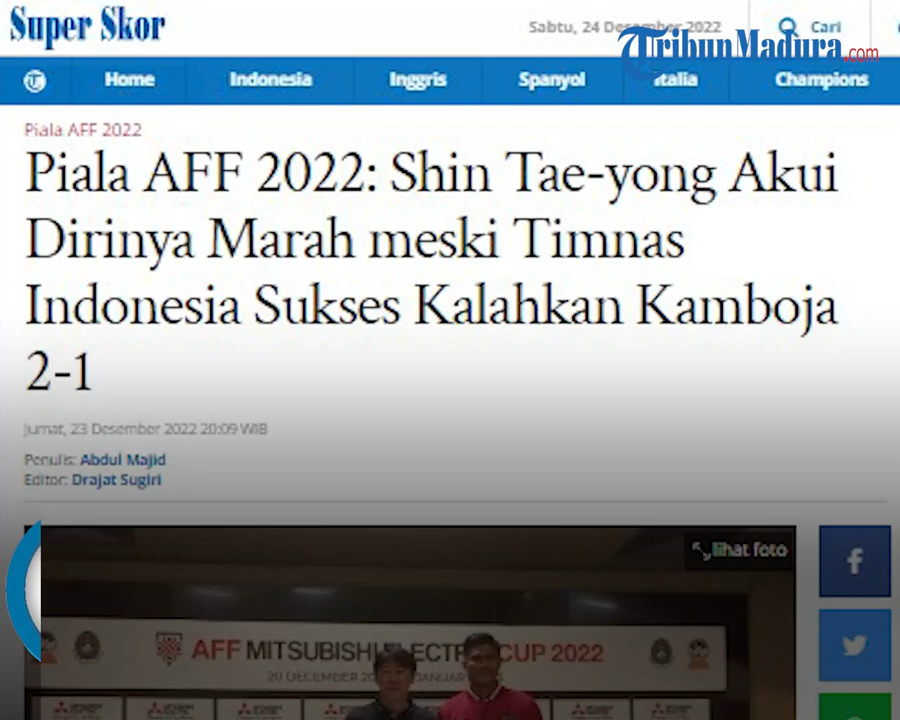 Super Skor
Sabtu, 24 Desember 2022
Cari
TribunMadura.com
Home Indonesia Inggris Spanyol Italia Champions
Piala AFF 2022
Piala AFF 2022: Shin Tae-yong Akui
Dirinya Marah meski Timnas
Indonesia Sukses Kalahkan Kamboja
2-1
Jumat, 23 Desember 2022 20:09 WIB
Penulis: Abdul Majid
Editor: Drajat Sugiri
lihat foto
AFF MITSUBISHI ELECTRIC CUP 2022
20 DECEMBER